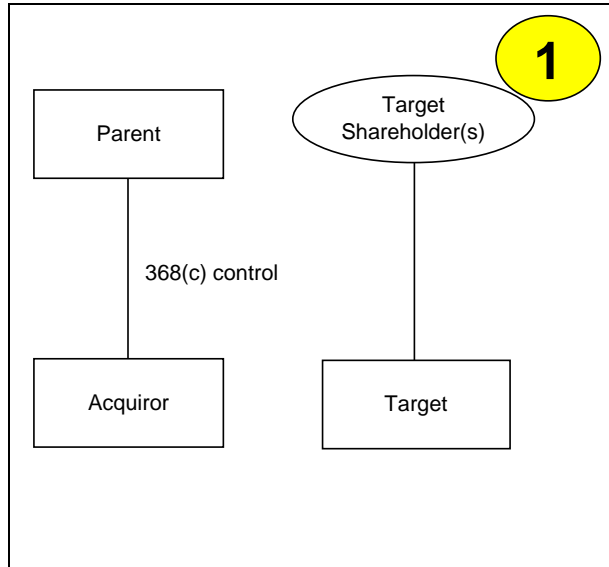 1
Parent
Target
Shareholder(s)
368(c) control
Acquiror
Target